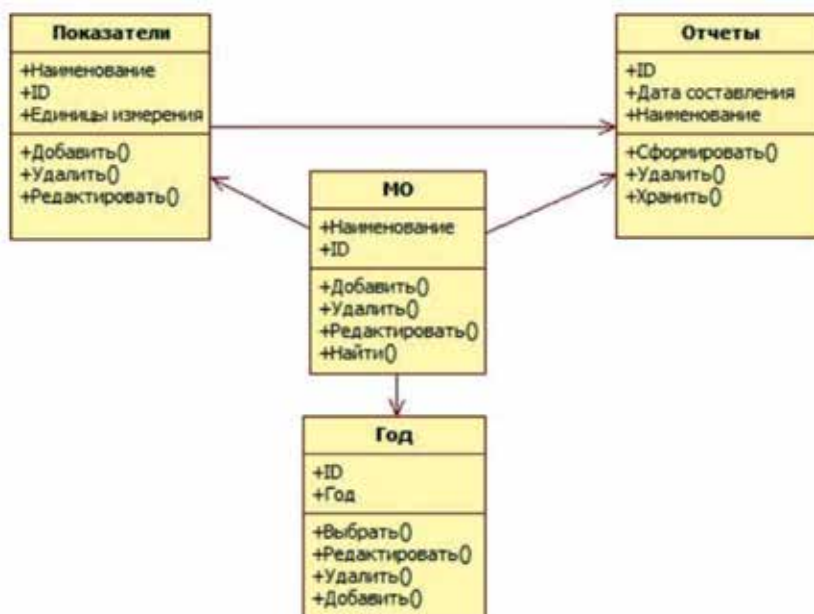 Показатели
+Наименование
+ID
+Единицы измерения
+Добавить()
+Удалить()
+Редактировать()
Отчеты
+ID
+Дата составления
+Наименование
+Сформировать()
+Удалить()
+Хранить()
МО
+Наименование
+ID
+Добавить()
+Удалить()
+Редактировать()
+Найти()
Год
+ID
+Год
+Выбрать()
+Редактировать()
+Удалить()
+Добавить()